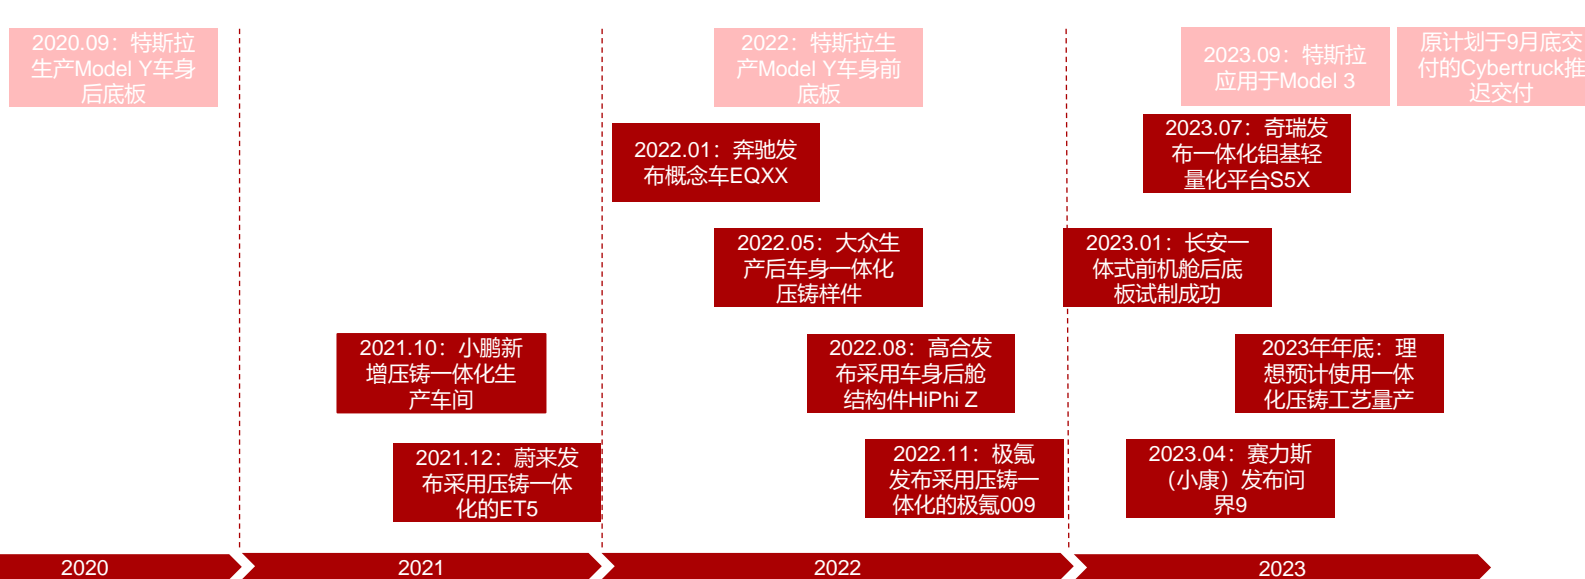 2020.09：特斯拉
生产Model Y车身
后底板
2022：特斯拉生
产Model Y车身前
底板
2023.09：特斯拉
应用于Model 3
原计划于9月底交
付的Cybertruck推
迟交付
2022.01：奔驰发
布概念车EQXX
2023.07：奇瑞发
布一体化铝基轻
量化平台S5X
2022.05：大众生
产后车身一体化
压铸样件
2023.01：长安一
体式前机舱后底
板试制成功
2021.10：小鹏新
增压铸一体化生
产车间
2022.08：高合发
布采用车身后舱
结构件HiPhi Z
2023年年底：理
想预计使用一体
化压铸工艺量产
2021.12：蔚来发
布采用压铸一体
化的ET5
2022.11：极氪
发布采用压铸一
体化的极氪009
2023.04：赛力斯
（小康）发布问
界9
2020
2021
2022
2023